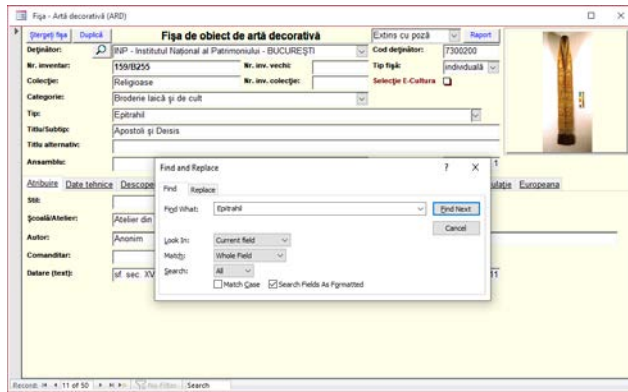 Fişa - Artă decorativă (ARD)
Ştergeţi fişa Duplică Fişa de obiect de artă decorativă Extins cu poză Raport
Deţinător: INP - Institutul Naţional al Patrimoniului - BUCUREŞTI Cod deţinător: 7300200
Nr. inventar: 159/B255 Nr. inv. vechi: Tip fişă: individuală
Colecţie: Religioase Nr. inv. colecţie: Selecţie E-Cultura
Categorie: Broderie laică şi de cult
Tip: Epitrahil
Titlu/Subtip: Apostoli şi Deisis
Titlu alternativ:
Ansamblu: 1
Find and Replace ? X
Atribuire Date tehnice Europeana
Find Replace
Stil:
Find What: Epitrahil Find Next
Şcoală/Atelier: Atelier din
Cancel
Autor: Anonim
Look In: Current field
Comanditar: Match: Whole Field
Datare (text): sf. sec. XV Search: All 11
Match Case Search Fields As Formatted
Record: 11 of 50 No Filter Search